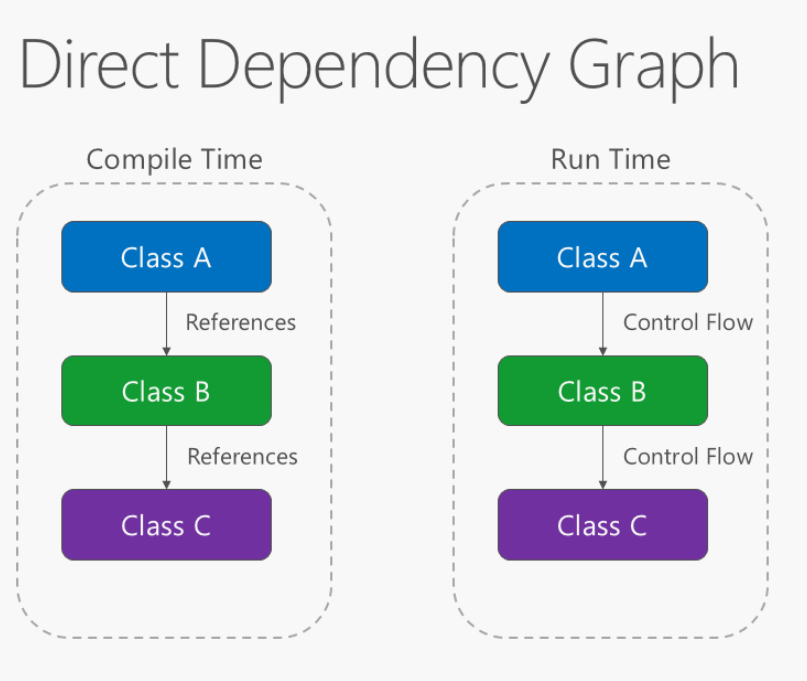 Direct Dependency Graph
Compile Time
Class A
References
Class B
References
Class C
Run Time
Class A
Control Flow
Class B
Control Flow
Class C